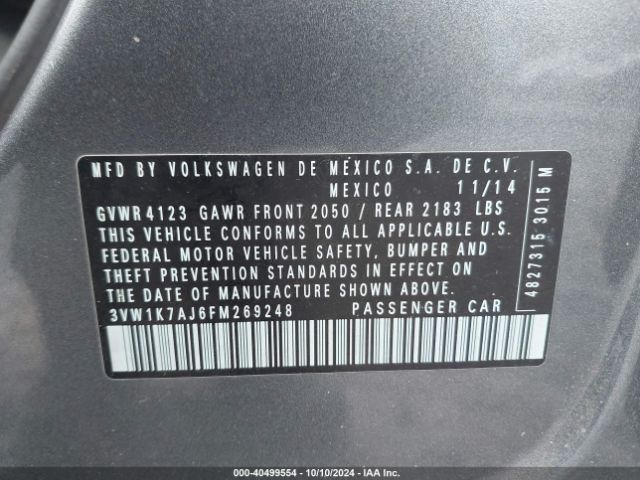 MFD BY VOLKSWAGEN DE MEXICO S.A. DE C.V.
MEXICO 11/14
GVWR 4123 GAWR FRONT 2050 / REAR 2183 LBS
THIS VEHICLE CONFORMS TO ALL APPLICABLE U.S.
FEDERAL MOTOR VEHICLE SAFETY, BUMPER AND
THEFT PREVENTION STANDARDS IN EFFECT ON
THE DATE OF MANUFACTURE SHOWN ABOVE.
3VW1K7AJ6FM269248 PASSENGER CAR
4827315 3015 M
000-40499554 - 10/10/2024 - IAA Inc.